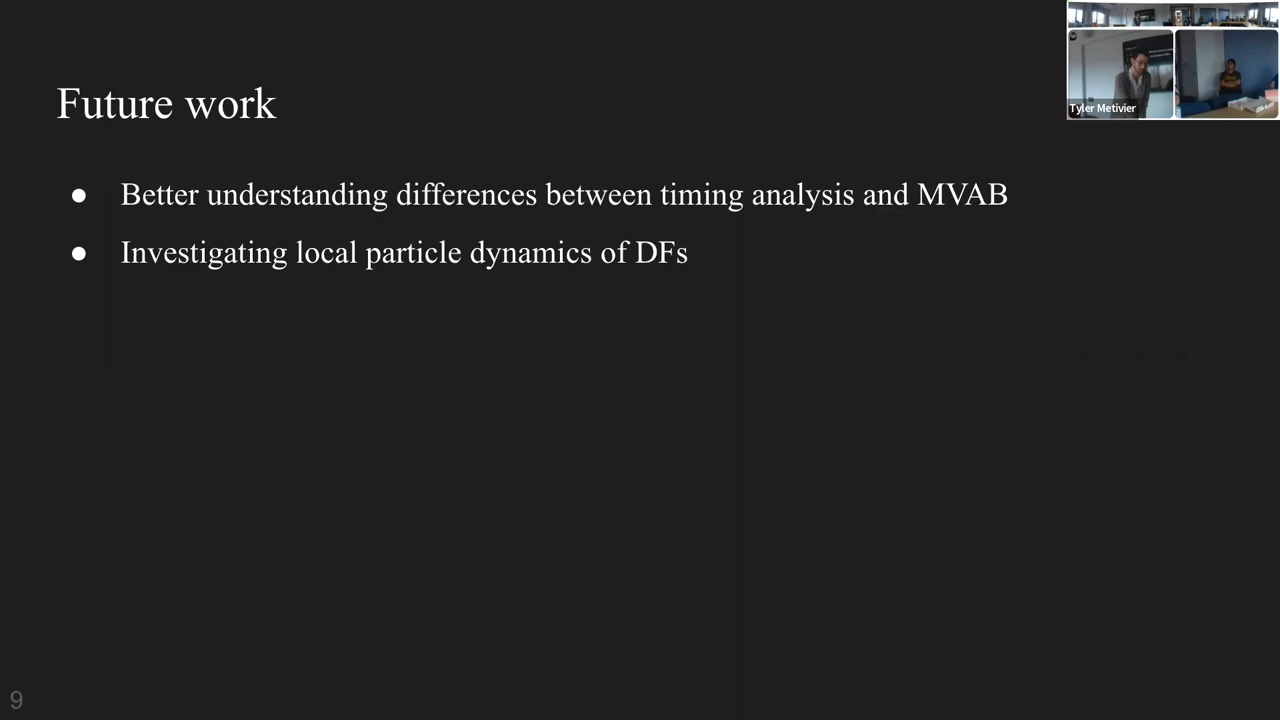 Tyler Metivier
Future work
● Better understanding differences between timing analysis and MVAB
● Investigating local particle dynamics of DFs
9